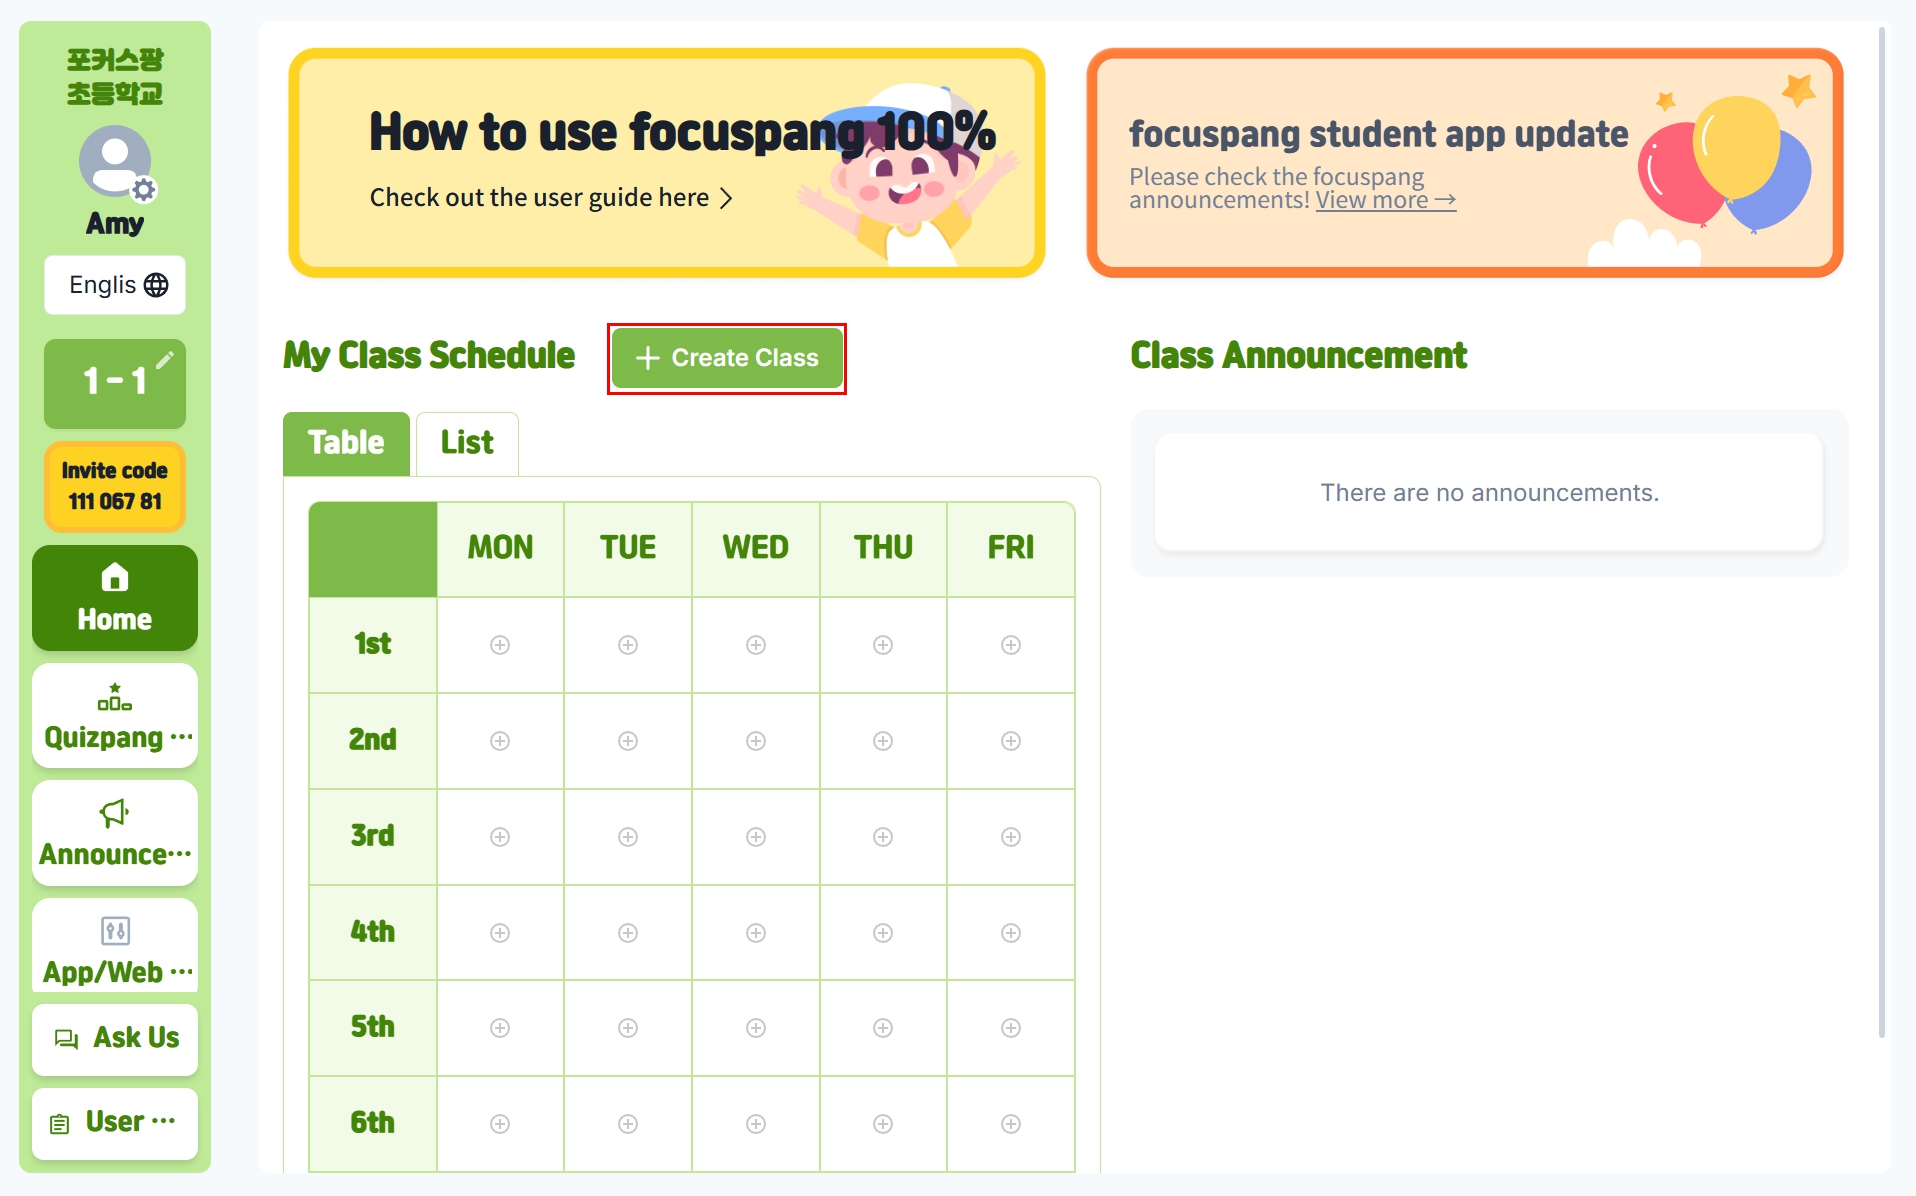 포커스팡
초등학교
Amy
Englis
1 - 1
Invite code
111 067 81
Home
Quizpang ···
Announce···
App/Web ···
Ask Us
User ···
How to use focuspang 100%
Check out the user guide here >
focuspang student app update
Please check the focuspang
announcements! View more →
My Class Schedule
+ Create Class
Table
List
MON TUE WED THU FRI
1st
2nd
3rd
4th
5th
6th
Class Announcement
There are no announcements.